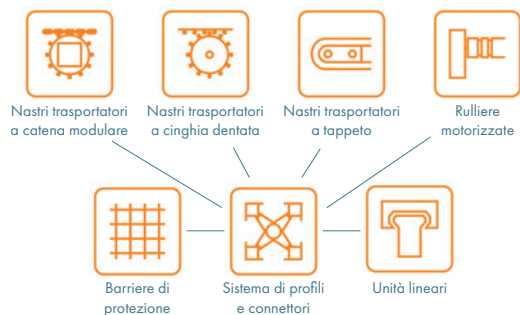 Nastri trasportatori
a catena modulare
Nastri trasportatori
a cinghia dentata
Nastri trasportatori
a tappeto
Rulliere
motorizzate
Barriere di
protezione
Sistema di profili
e connettori
Unità lineari